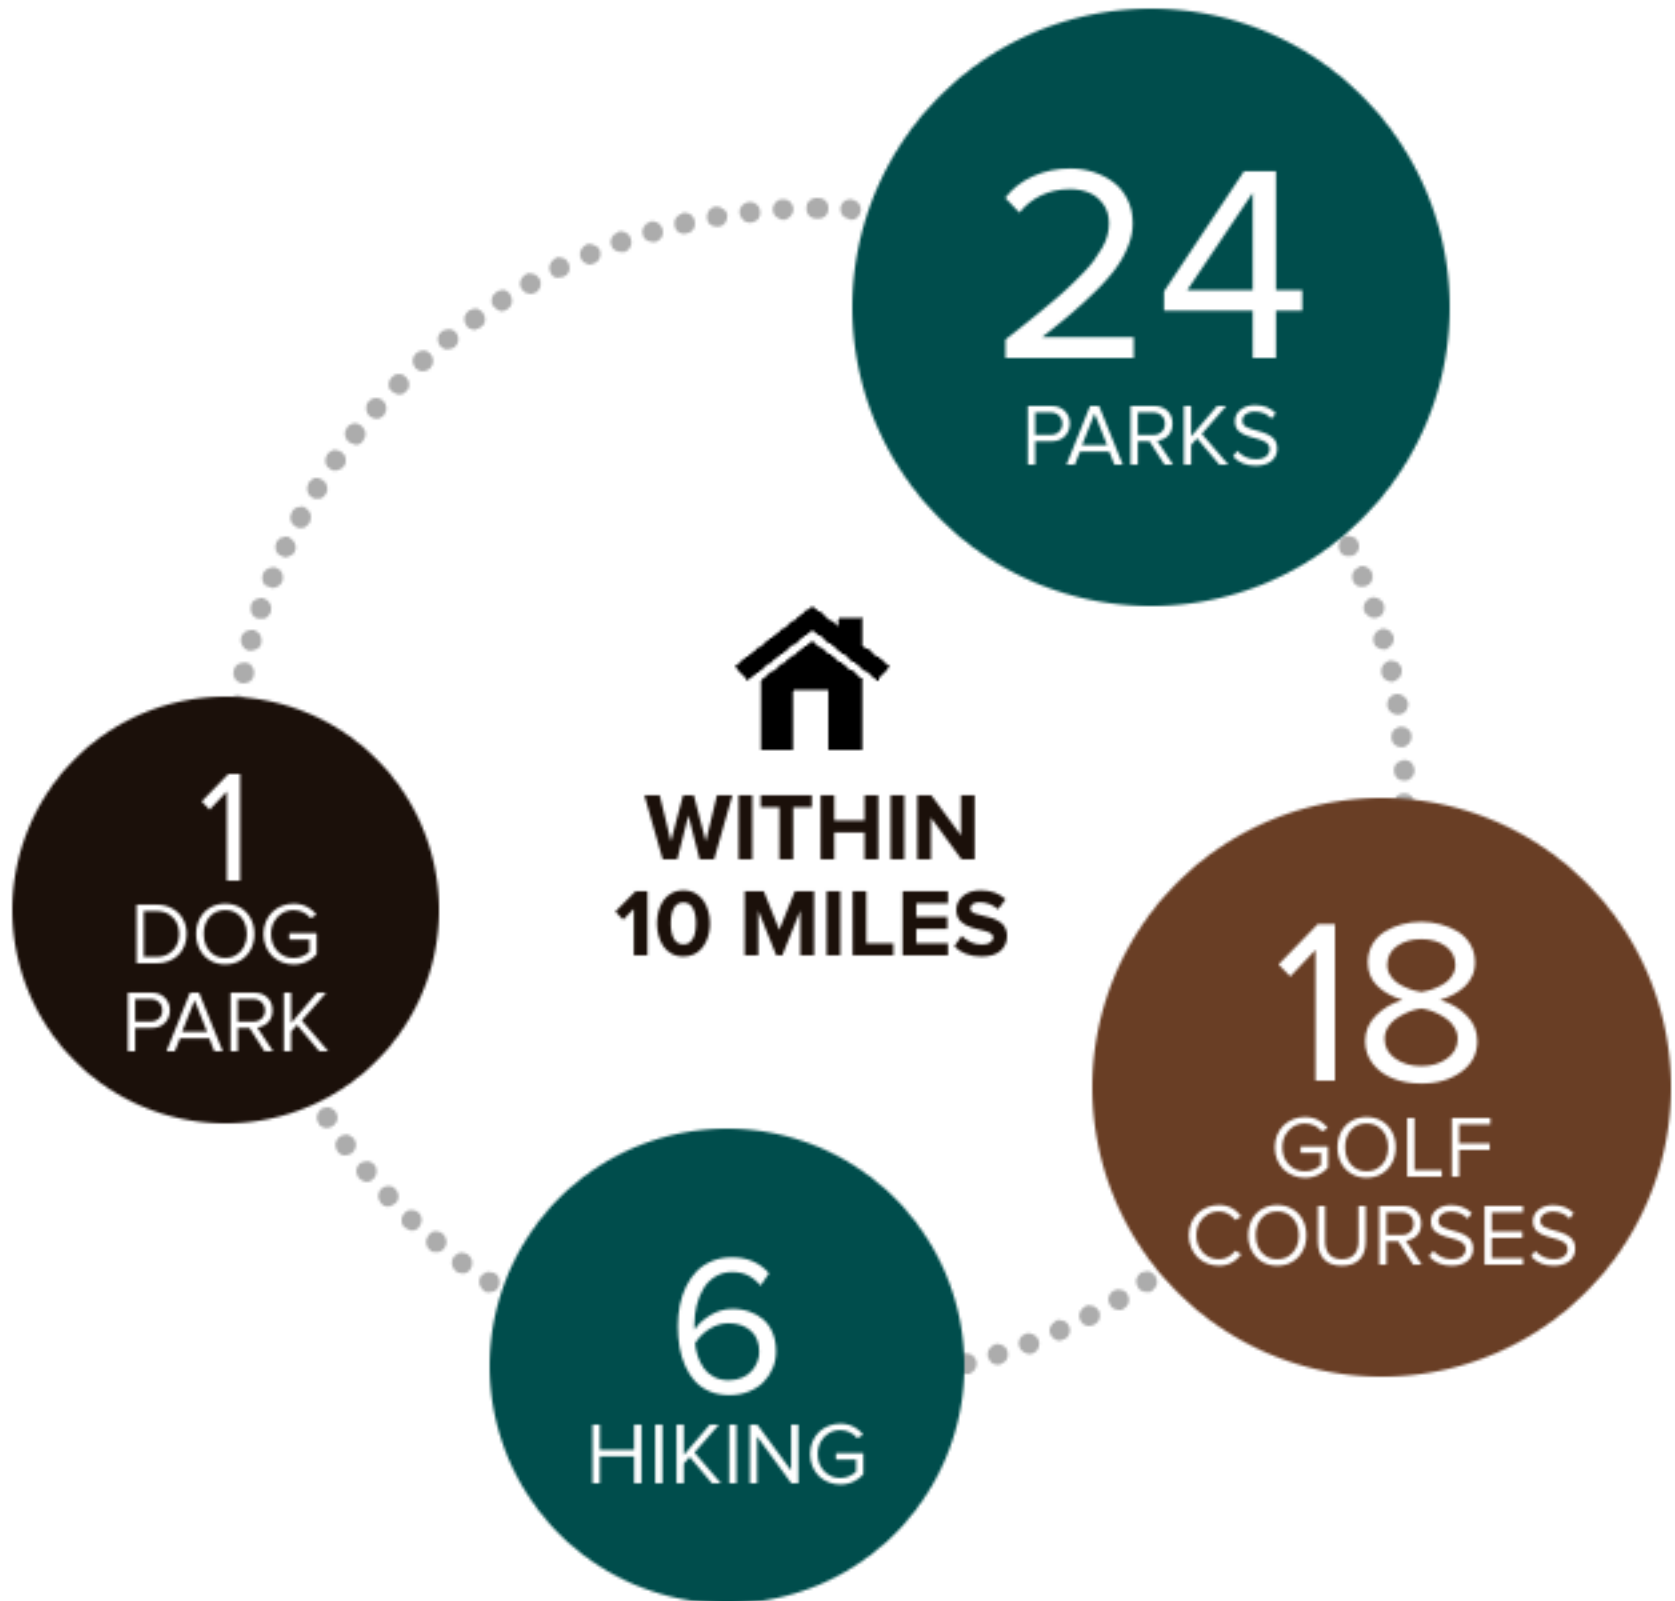 24
PARKS
WITHIN
10 MILES
1
DOG
PARK
18
GOLF
COURSES
6
HIKING